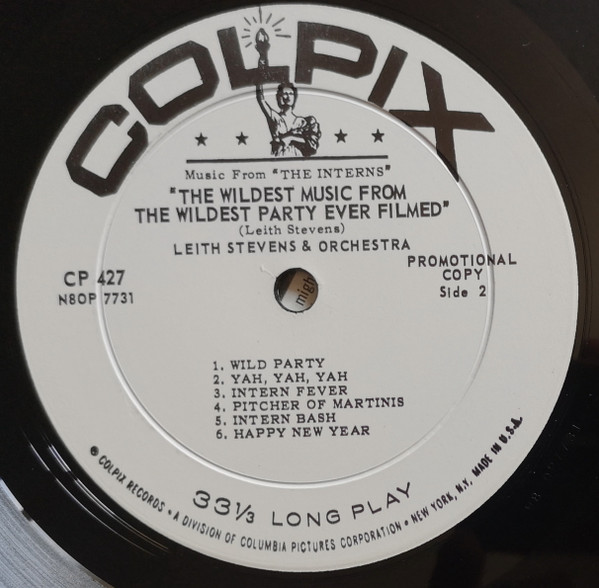 COLPIX
Music From "THE INTERNS"
"THE WILDEST MUSIC FROM
THE WILDEST PARTY EVER FILMED"
(Leith Stevens)
LEITH STEVENS & ORCHESTRA
CP 427
N8OP 7731
PROMOTIONAL
COPY
Side 2
migh
1. WILD PARTY
2. YAH, YAH, YAH
3. INTERN FEVER
4. PITCHER OF MARTINIS
5. INTERN BASH
6. HAPPY NEW YEAR
33⅓ LONG PLAY
® COLPIX RECORDS • A DIVISION OF COLUMBIA PICTURES CORPORATION • NEW YORK, N.Y. MADE IN U.S.A.